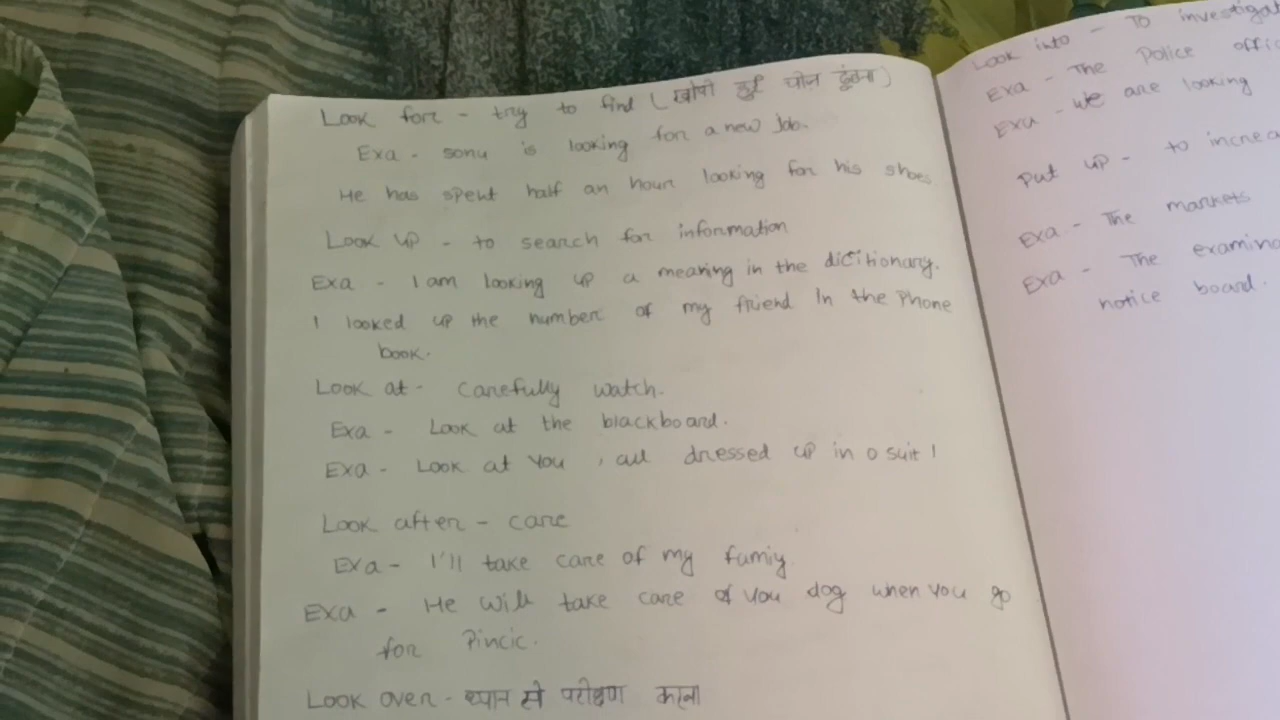 Look for - try to find (खोयी हुई चीज ढूंढना)
Exa - sonu is looking for a new Job.
He has spent half an hour looking for his shoes
Look up - to search for information
Exa - I am looking up a meaning in the dicitionary.
I looked up the number of my friend In the Phone
book.
Look at - carefully watch.
Exa - Look at the blackboard.
Exa - Look at you, all dressed up in a suit!
Look after - care
Exa - I'll take care of my famiy
Exa - He will take care of you dog when you go
for Pincic.
Look over - ध्यान से परीक्षण करना
Look into - To investigat
Exa - The Police offi
Exa - We are looking
Put up - to increa
Exa - The markets
Exa - The examina
notice board.